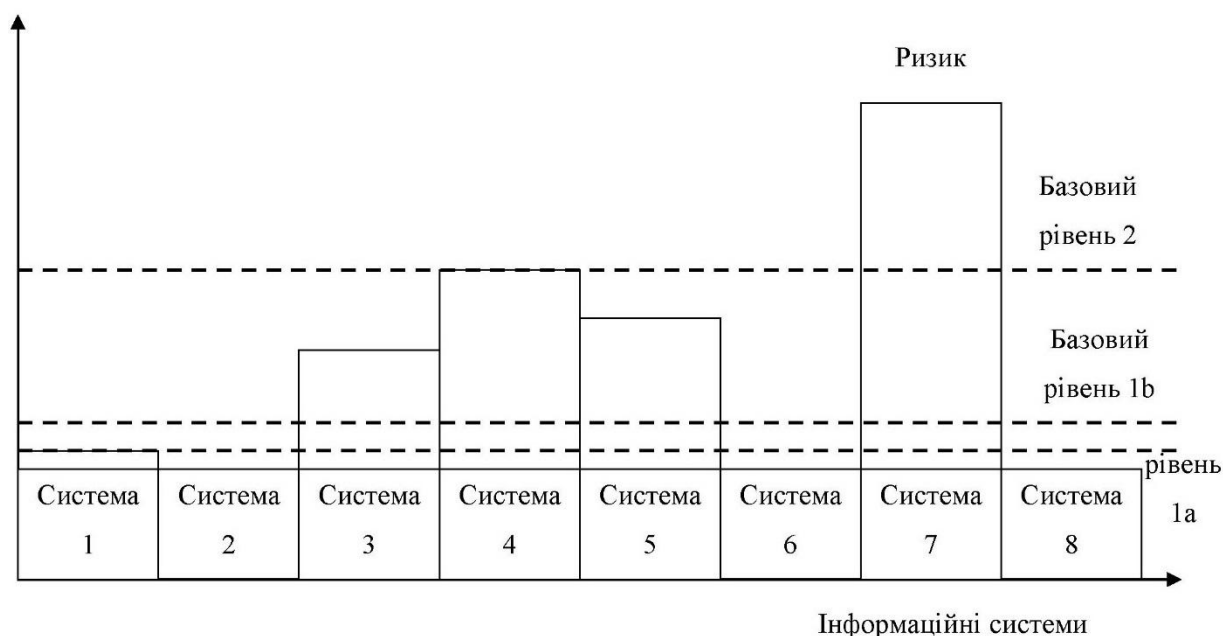 Ризик
Базовий
рівень 2
Базовий
рівень 1b
рівень
1а
Система
1
Система
2
Система
3
Система
4
Система
5
Система
6
Система
7
Система
8
Інформаційні системи